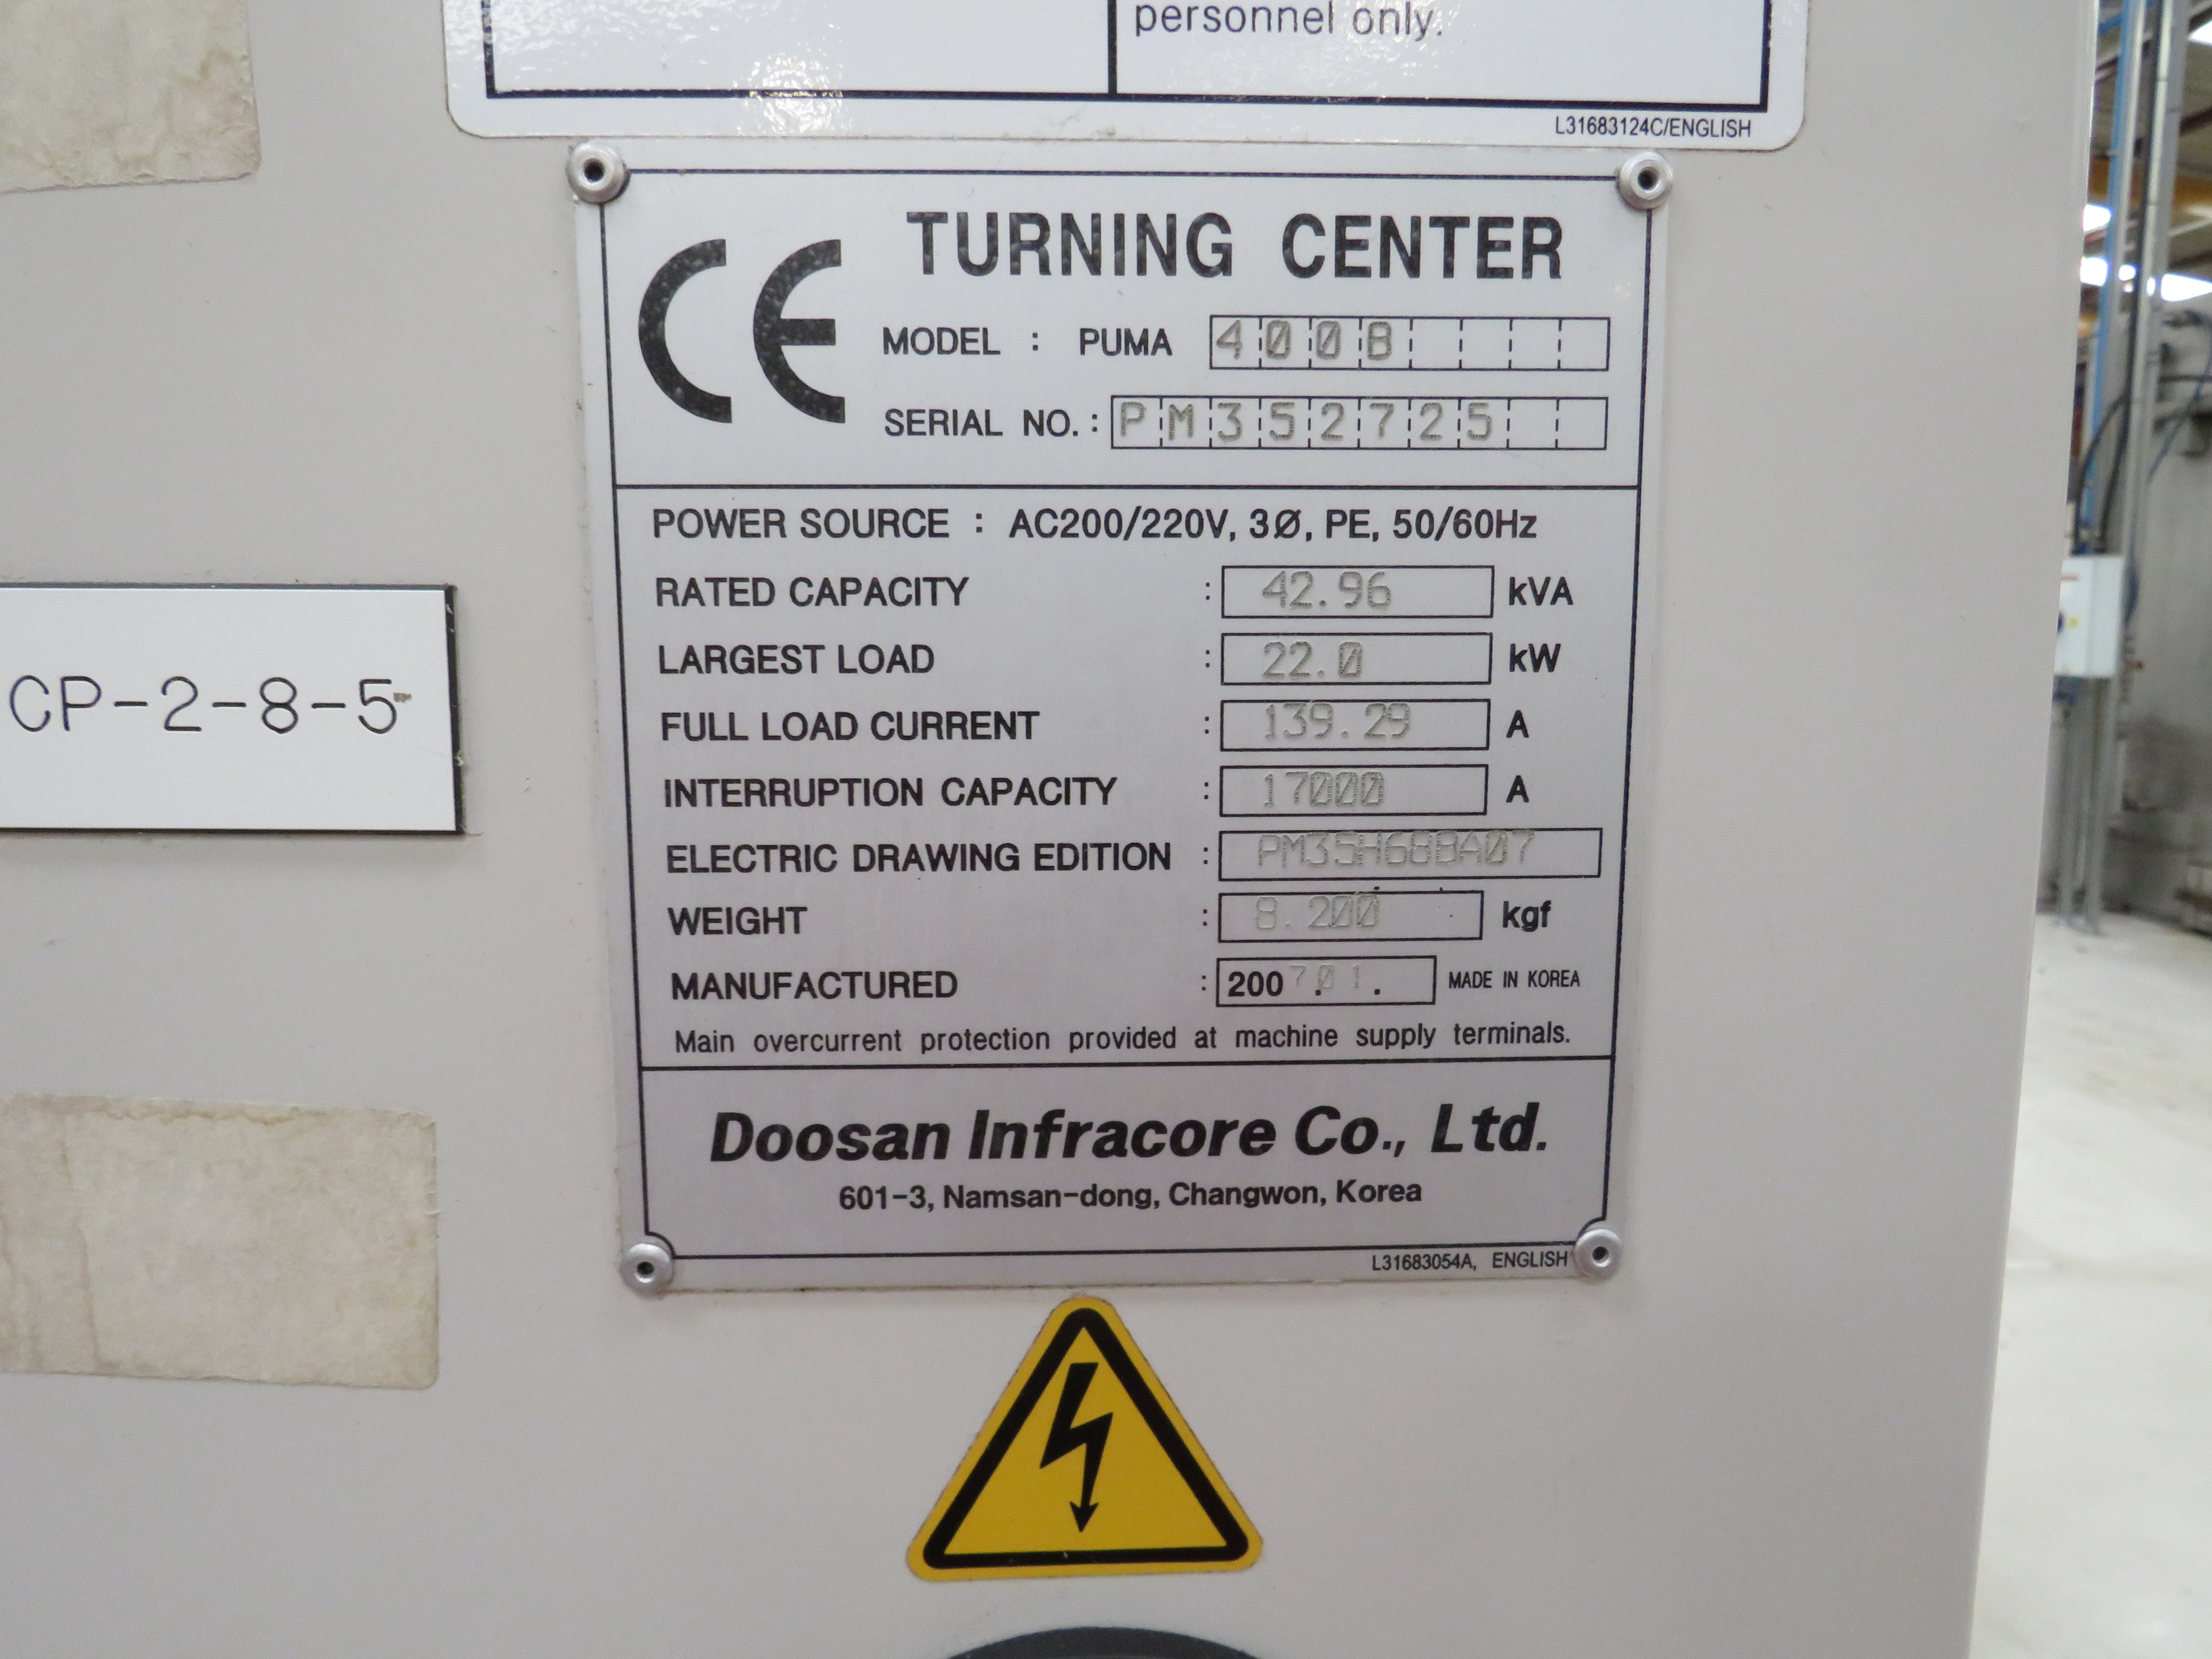 personnel only.
L31683124C/ENGLISH
CE TURNING CENTER
MODEL : PUMA 400B
SERIAL NO. : PM352725
POWER SOURCE : AC200/220V, 3Ø, PE, 50/60Hz
RATED CAPACITY : 42.96 kVA
LARGEST LOAD : 22.0 kW
FULL LOAD CURRENT : 139.29 A
INTERRUPTION CAPACITY : 17000 A
ELECTRIC DRAWING EDITION : PM3SH68BA07
WEIGHT : 8.200 kgf
MANUFACTURED : 2007.01. MADE IN KOREA
Main overcurrent protection provided at machine supply terminals.
Doosan Infracore Co., Ltd.
601-3, Namsan-dong, Changwon, Korea
L31683054A, ENGLISH
CP-2-8-5